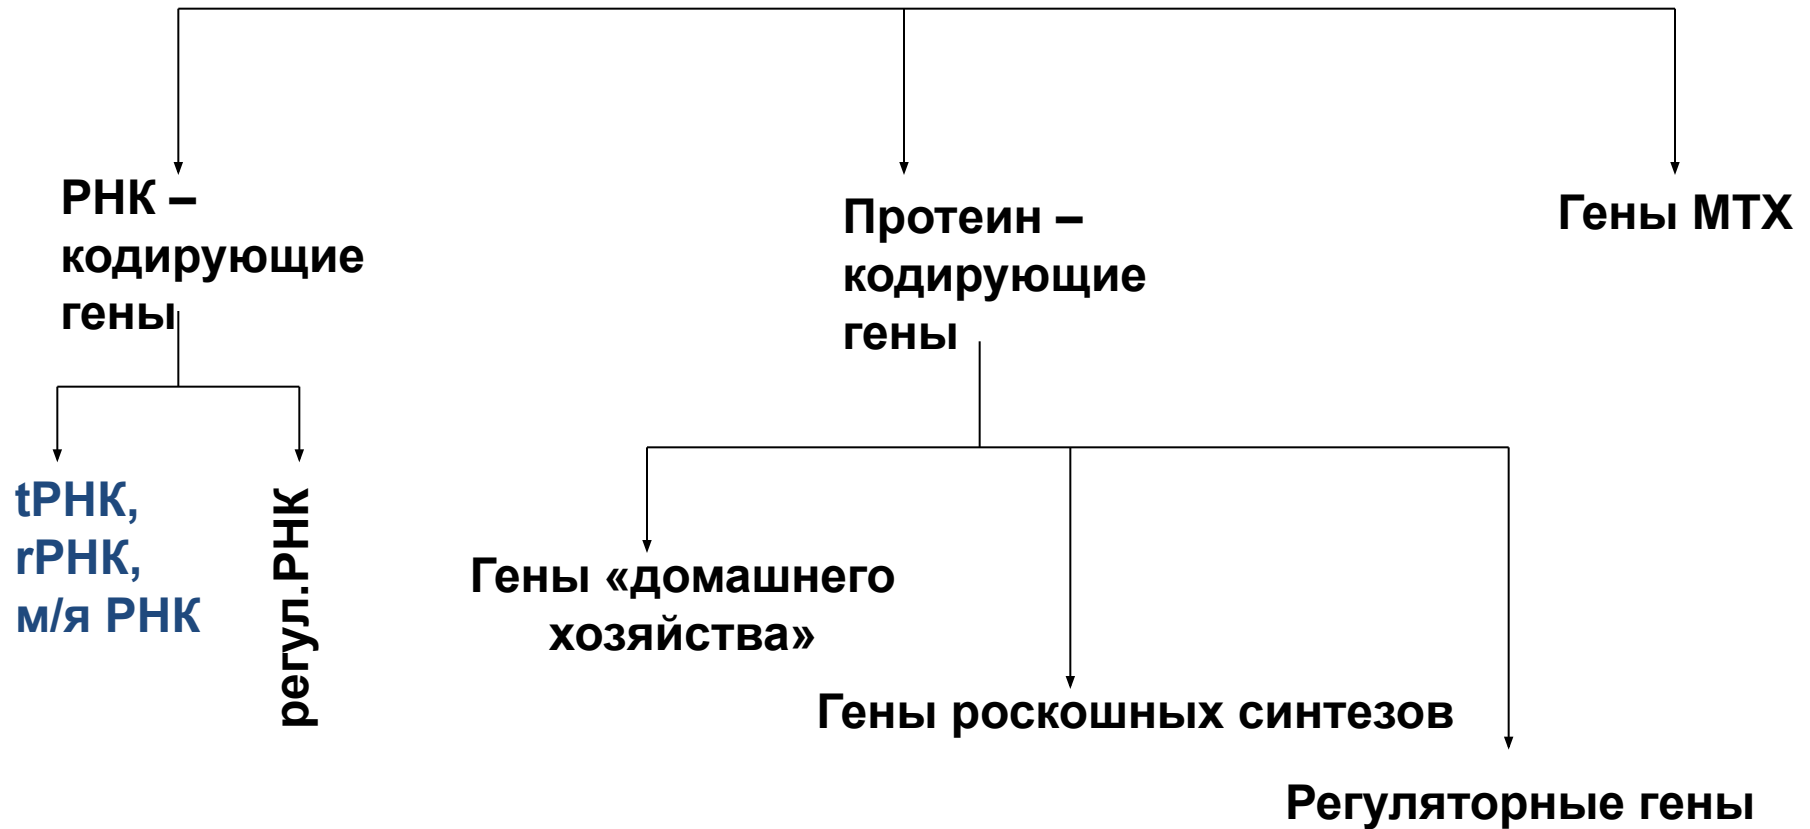 РНК –
кодирующие
гены
Протеин –
кодирующие
гены
Гены МТХ
tРНК,
rРНК,
м/я РНК
регул.РНК
Гены «домашнего
хозяйства»
Гены роскошных синтезов
Регуляторные гены